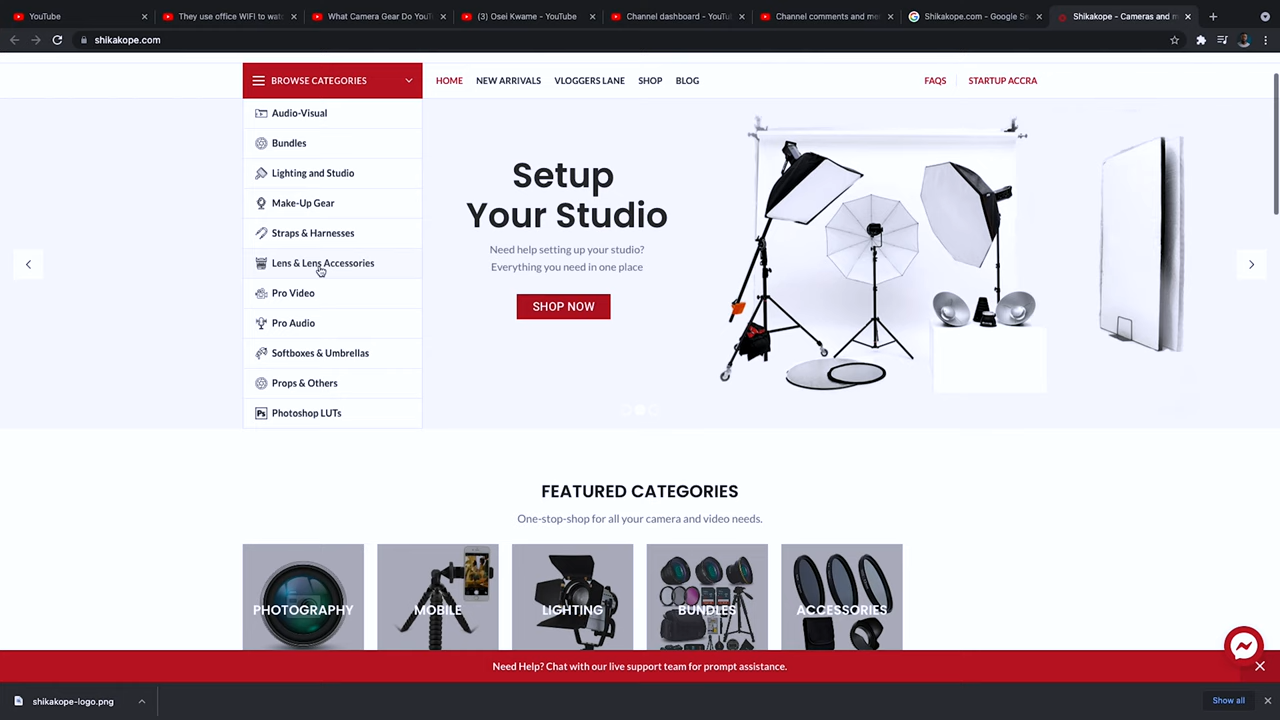 YouTube
They use office WIFI to wat
What Camera Gear Do YouT
(3) Osei Kwame - YouTube
Channel dashboard - YouTu
Channel comments and me
Shikakope.com - Google Se
Shikakope - Cameras and m
shikakope.com
BROWSE CATEGORIES
HOME NEW ARRIVALS VLOGGERS LANE SHOP BLOG
FAQS STARTUP ACCRA
Audio-Visual
Bundles
Lighting and Studio
Make-Up Gear
Straps & Harnesses
Lens & Lens Accessories
Pro Video
Pro Audio
Softboxes & Umbrellas
Props & Others
Ps Photoshop LUTs
Setup
Your Studio
Need help setting up your studio?
Everything you need in one place
SHOP NOW
FEATURED CATEGORIES
One-stop-shop for all your camera and video needs.
PHOTOGRAPHY
MOBILE
LIGHTING
BUNDLES
ACCESSORIES
Need Help? Chat with our live support team for prompt assistance.
shikakope-logo.png
Show all